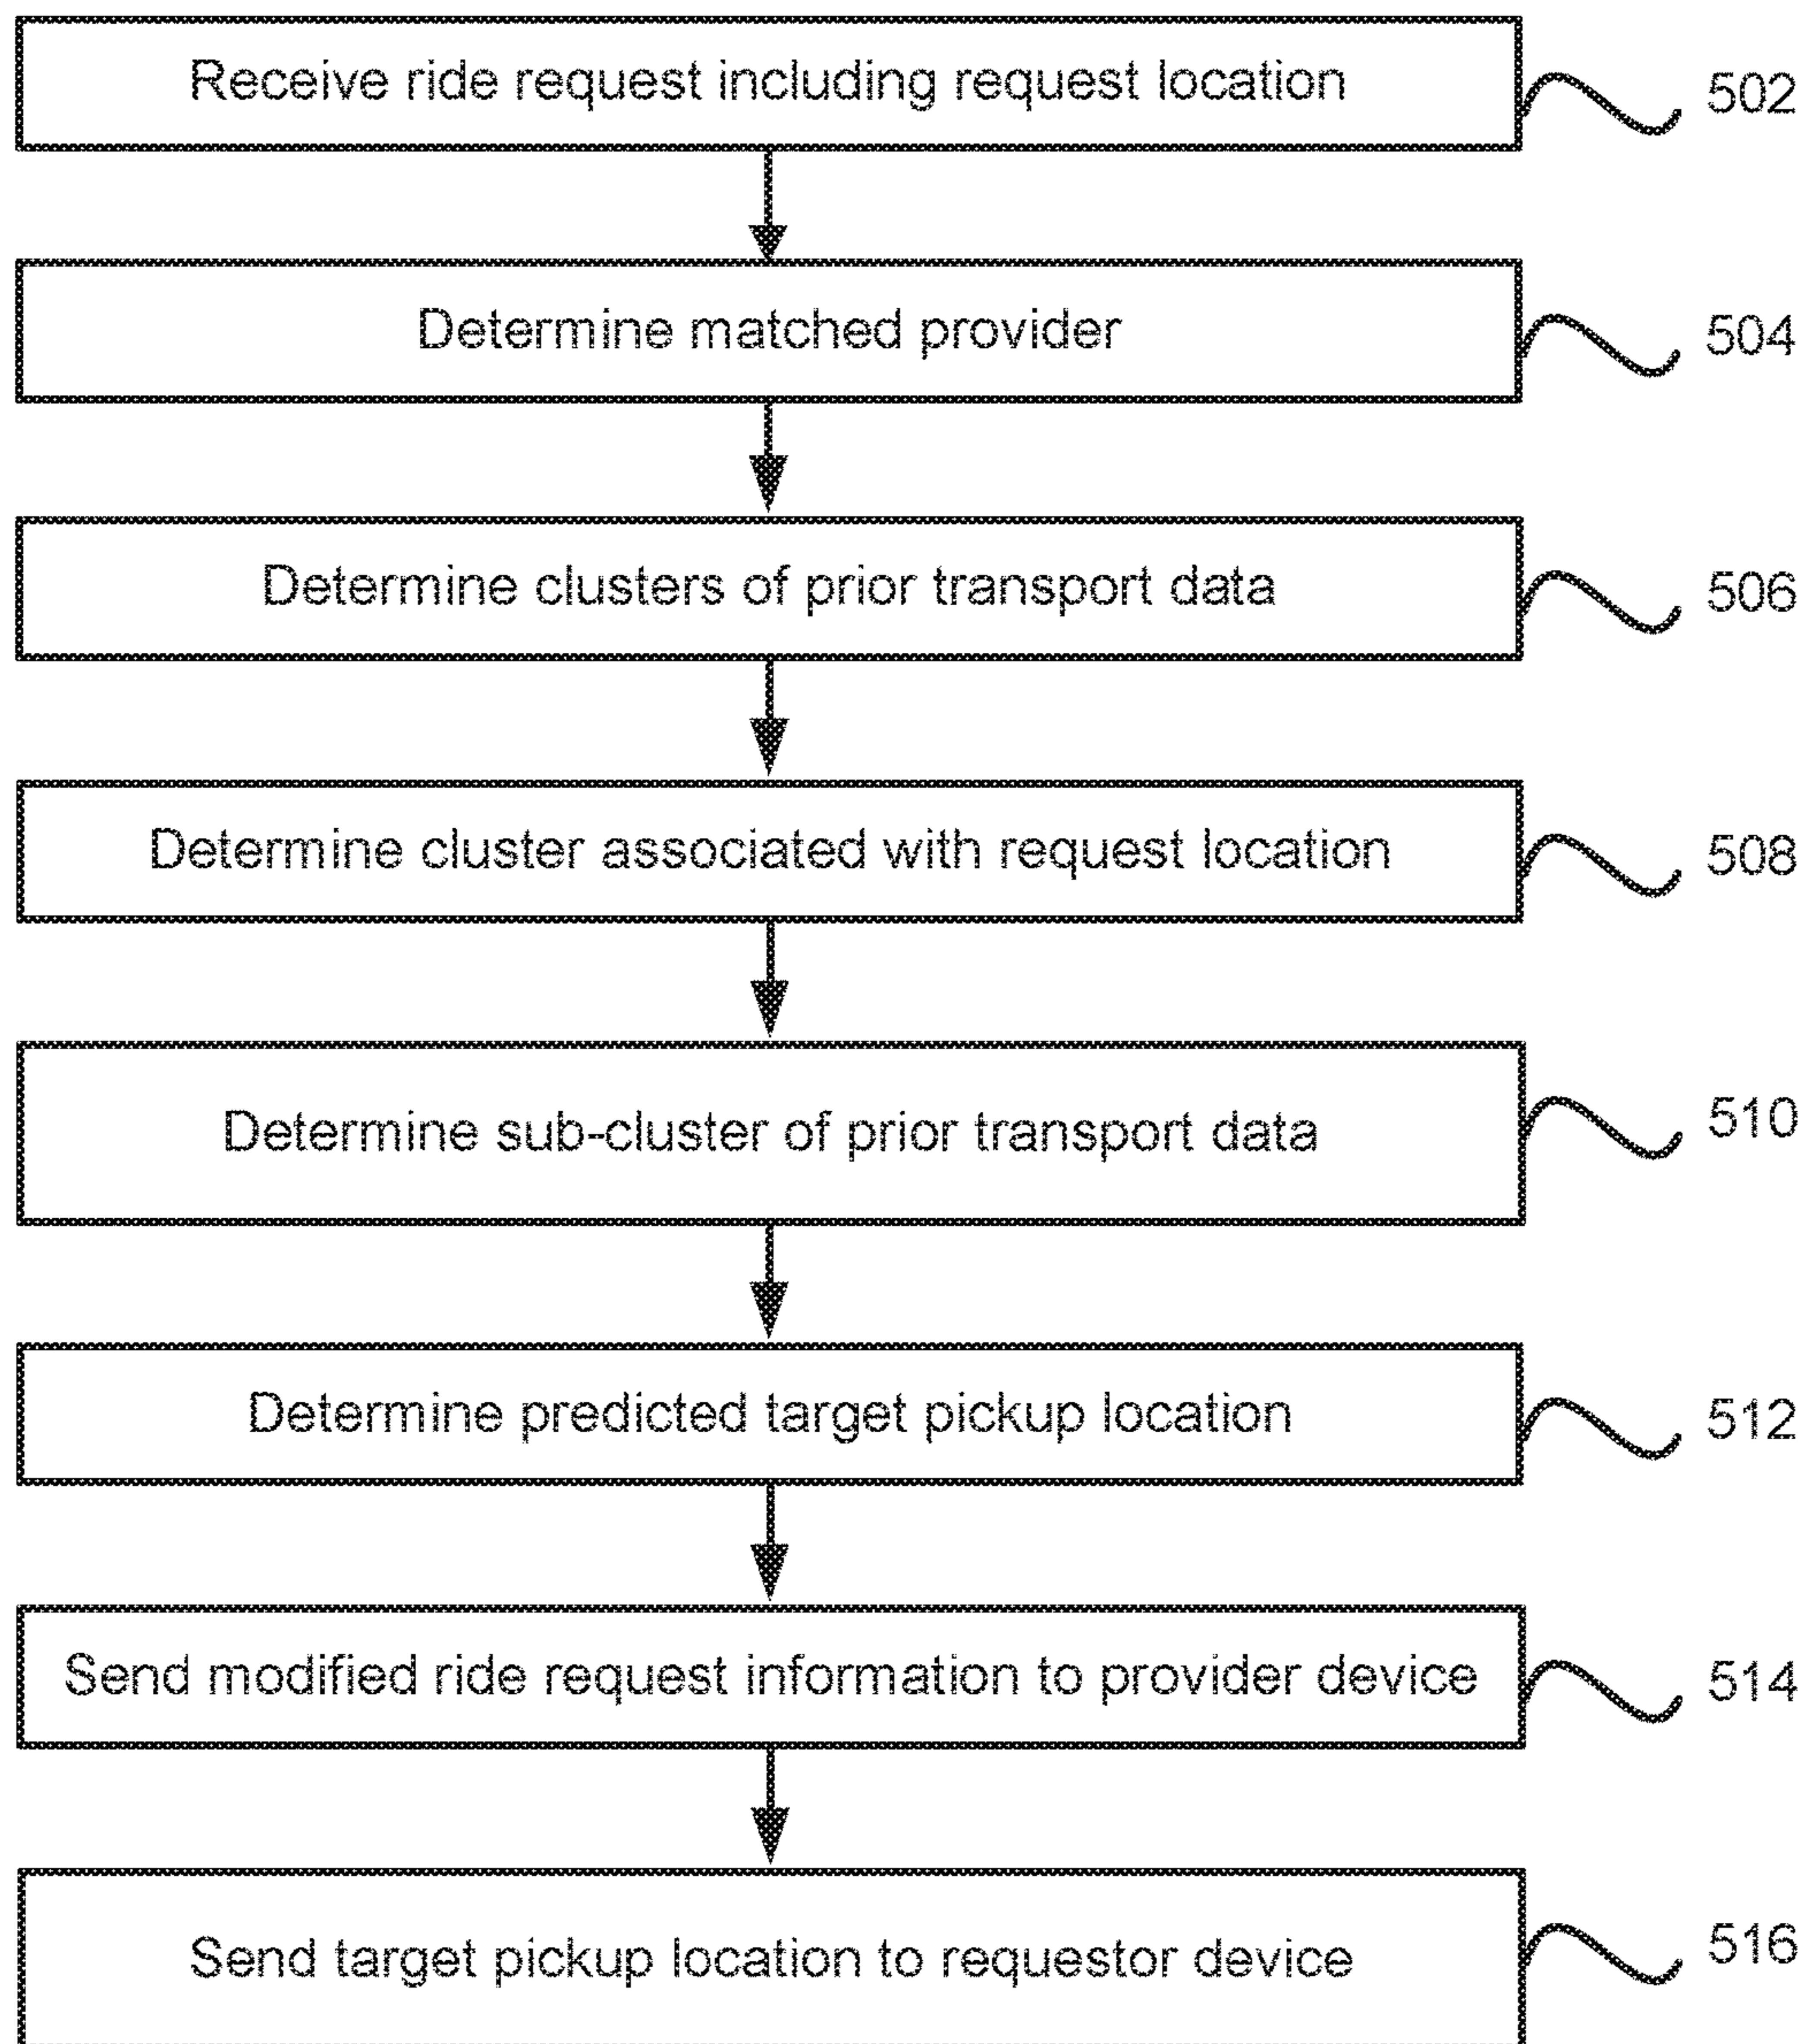 Receive ride request including request location
502
Determine matched provider
504
Determine clusters of prior transport data
506
Determine cluster associated with request location
508
Determine sub-cluster of prior transport data
510
Determine predicted target pickup location
512
Send modified ride request information to provider device
514
Send target pickup location to requestor device
516